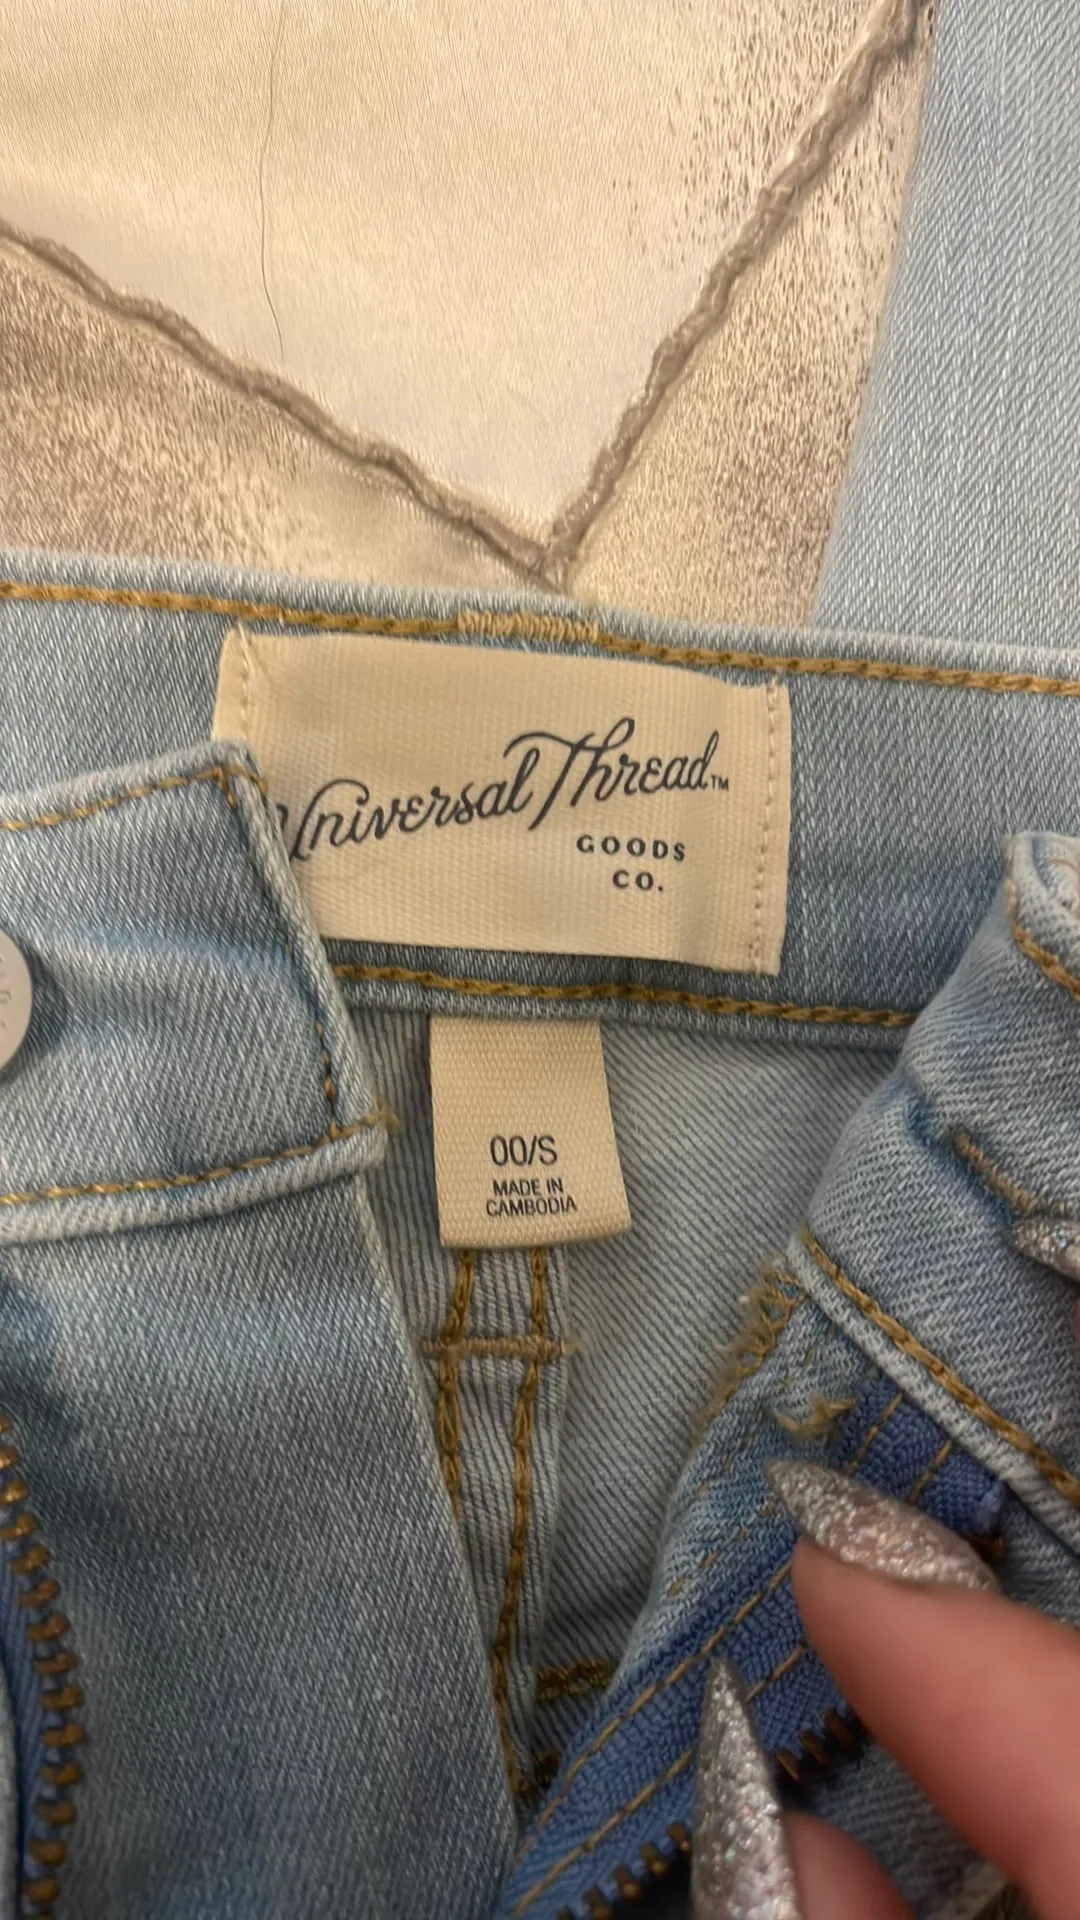 Universal Thread™
GOODS
CO.
00/S
MADE IN
CAMBODIA